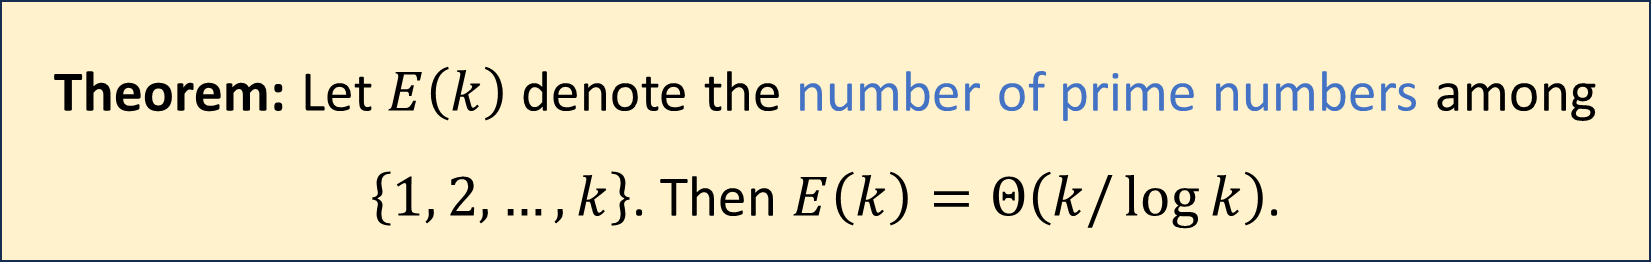 Theorem: Let E(k) denote the number of prime numbers among
{1, 2, …, k}. Then E(k) = Θ(k/ log k).